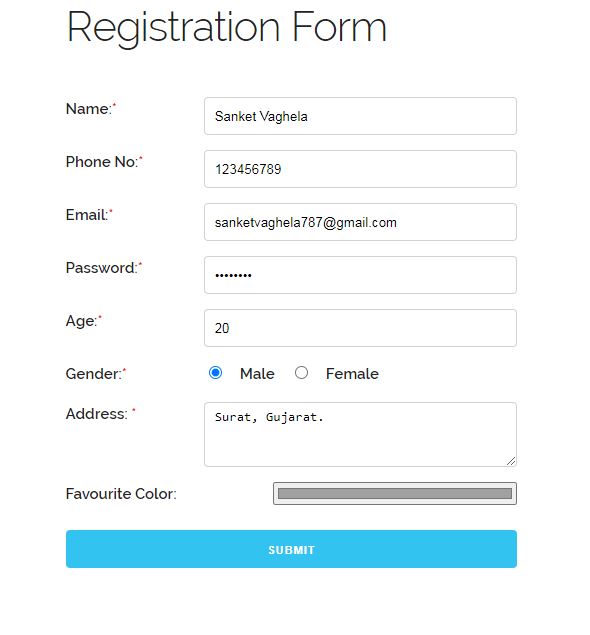 Registration Form
Name:* Sanket Vaghela
Phone No:* 123456789
Email:* sanketvaghela787@gmail.com
Password:* ••••••••
Age:* 20
Gender:* Male Female
Address: * Surat, Gujarat.
Favourite Color:
SUBMIT